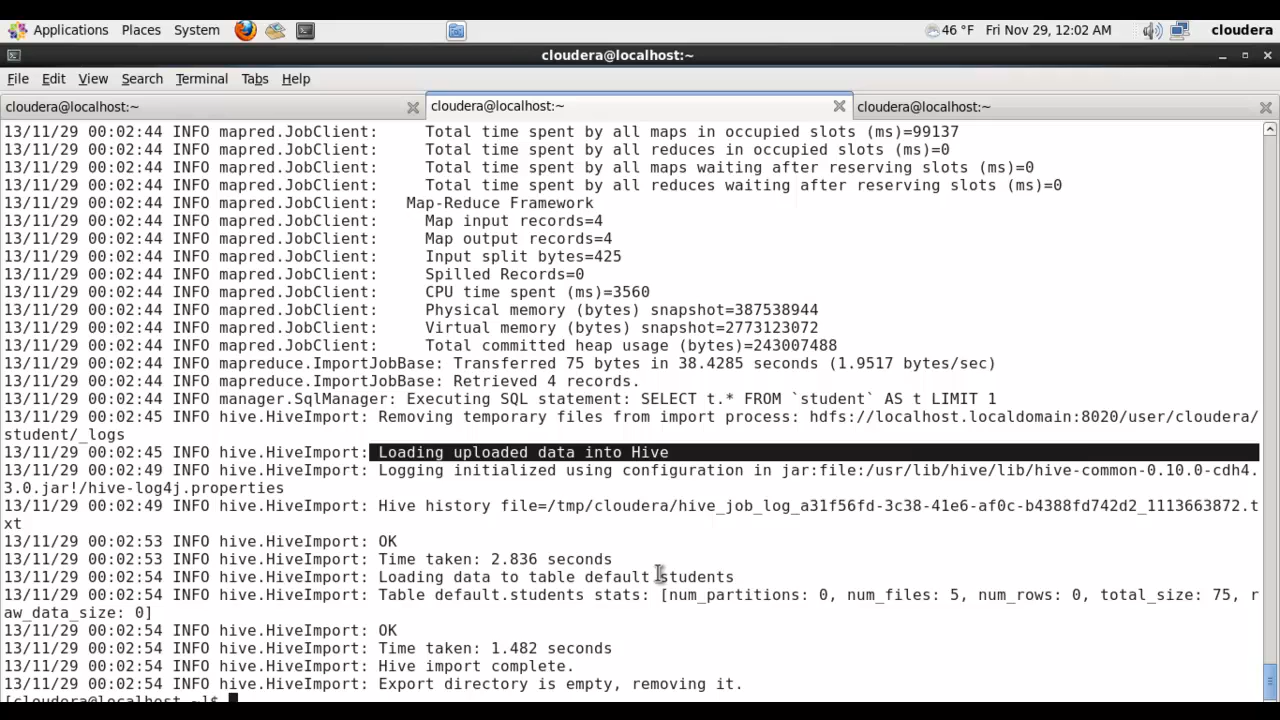 Applications Places System 46 °F Fri Nov 29, 12:02 AM cloudera
cloudera@localhost:~
File Edit View Search Terminal Tabs Help
cloudera@localhost:~ cloudera@localhost:~ cloudera@localhost:~
13/11/29 00:02:44 INFO mapred.JobClient:     Total time spent by all maps in occupied slots (ms)=99137
13/11/29 00:02:44 INFO mapred.JobClient:     Total time spent by all reduces in occupied slots (ms)=0
13/11/29 00:02:44 INFO mapred.JobClient:     Total time spent by all maps waiting after reserving slots (ms)=0
13/11/29 00:02:44 INFO mapred.JobClient:     Total time spent by all reduces waiting after reserving slots (ms)=0
13/11/29 00:02:44 INFO mapred.JobClient:   Map-Reduce Framework
13/11/29 00:02:44 INFO mapred.JobClient:     Map input records=4
13/11/29 00:02:44 INFO mapred.JobClient:     Map output records=4
13/11/29 00:02:44 INFO mapred.JobClient:     Input split bytes=425
13/11/29 00:02:44 INFO mapred.JobClient:     Spilled Records=0
13/11/29 00:02:44 INFO mapred.JobClient:     CPU time spent (ms)=3560
13/11/29 00:02:44 INFO mapred.JobClient:     Physical memory (bytes) snapshot=387538944
13/11/29 00:02:44 INFO mapred.JobClient:     Virtual memory (bytes) snapshot=2773123072
13/11/29 00:02:44 INFO mapred.JobClient:     Total committed heap usage (bytes)=243007488
13/11/29 00:02:44 INFO mapreduce.ImportJobBase: Transferred 75 bytes in 38.4285 seconds (1.9517 bytes/sec)
13/11/29 00:02:44 INFO mapreduce.ImportJobBase: Retrieved 4 records.
13/11/29 00:02:44 INFO manager.SqlManager: Executing SQL statement: SELECT t.* FROM `student` AS t LIMIT 1
13/11/29 00:02:45 INFO hive.HiveImport: Removing temporary files from import process: hdfs://localhost.localdomain:8020/user/cloudera/
student/_logs
13/11/29 00:02:45 INFO hive.HiveImport: Loading uploaded data into Hive
13/11/29 00:02:49 INFO hive.HiveImport: Logging initialized using configuration in jar:file:/usr/lib/hive/lib/hive-common-0.10.0-cdh4.
3.0.jar!/hive-log4j.properties
13/11/29 00:02:49 INFO hive.HiveImport: Hive history file=/tmp/cloudera/hive_job_log_a31f56fd-3c38-41e6-af0c-b4388fd742d2_1113663872.t
xt
13/11/29 00:02:53 INFO hive.HiveImport: OK
13/11/29 00:02:53 INFO hive.HiveImport: Time taken: 2.836 seconds
13/11/29 00:02:54 INFO hive.HiveImport: Loading data to table default.students
13/11/29 00:02:54 INFO hive.HiveImport: Table default.students stats: [num_partitions: 0, num_files: 5, num_rows: 0, total_size: 75, r
aw_data_size: 0]
13/11/29 00:02:54 INFO hive.HiveImport: OK
13/11/29 00:02:54 INFO hive.HiveImport: Time taken: 1.482 seconds
13/11/29 00:02:54 INFO hive.HiveImport: Hive import complete.
13/11/29 00:02:54 INFO hive.HiveImport: Export directory is empty, removing it.
[cloudera@localhost ~]$